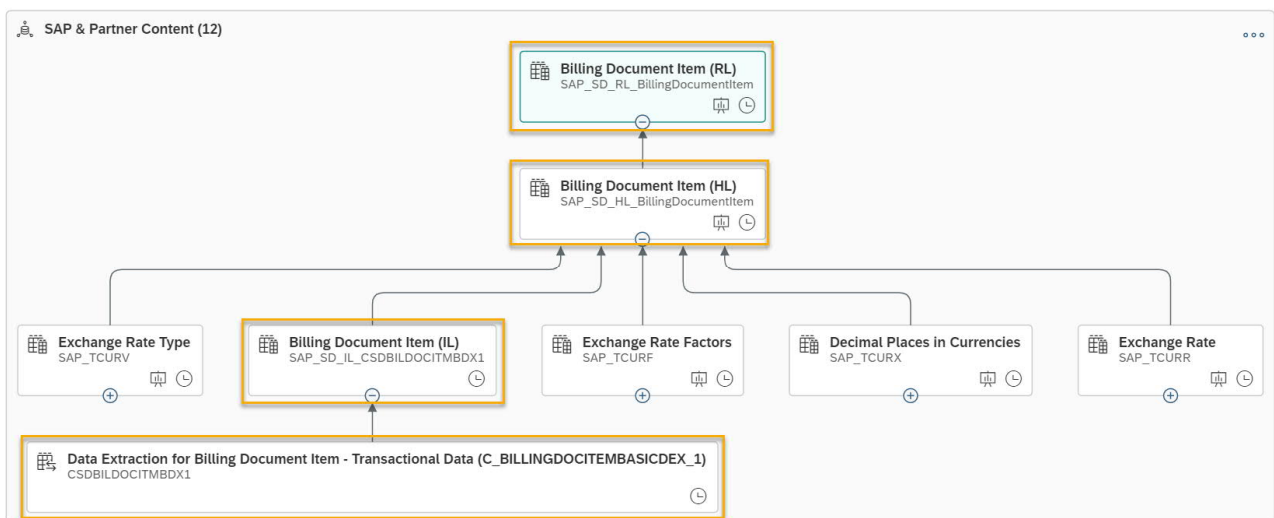 SAP & Partner Content (12)
Billing Document Item (RL)
SAP_SD_RL_BillingDocumentItem
Billing Document Item (HL)
SAP_SD_HL_BillingDocumentItem
Exchange Rate Type
SAP_TCURV
Billing Document Item (IL)
SAP_SD_IL_CSDBILDOCITMBDX1
Exchange Rate Factors
SAP_TCURF
Decimal Places in Currencies
SAP_TCURX
Exchange Rate
SAP_TCURR
Data Extraction for Billing Document Item - Transactional Data (C_BILLINGDOCITEMBASICDEX_1)
CSDBILDOCITMBDX1